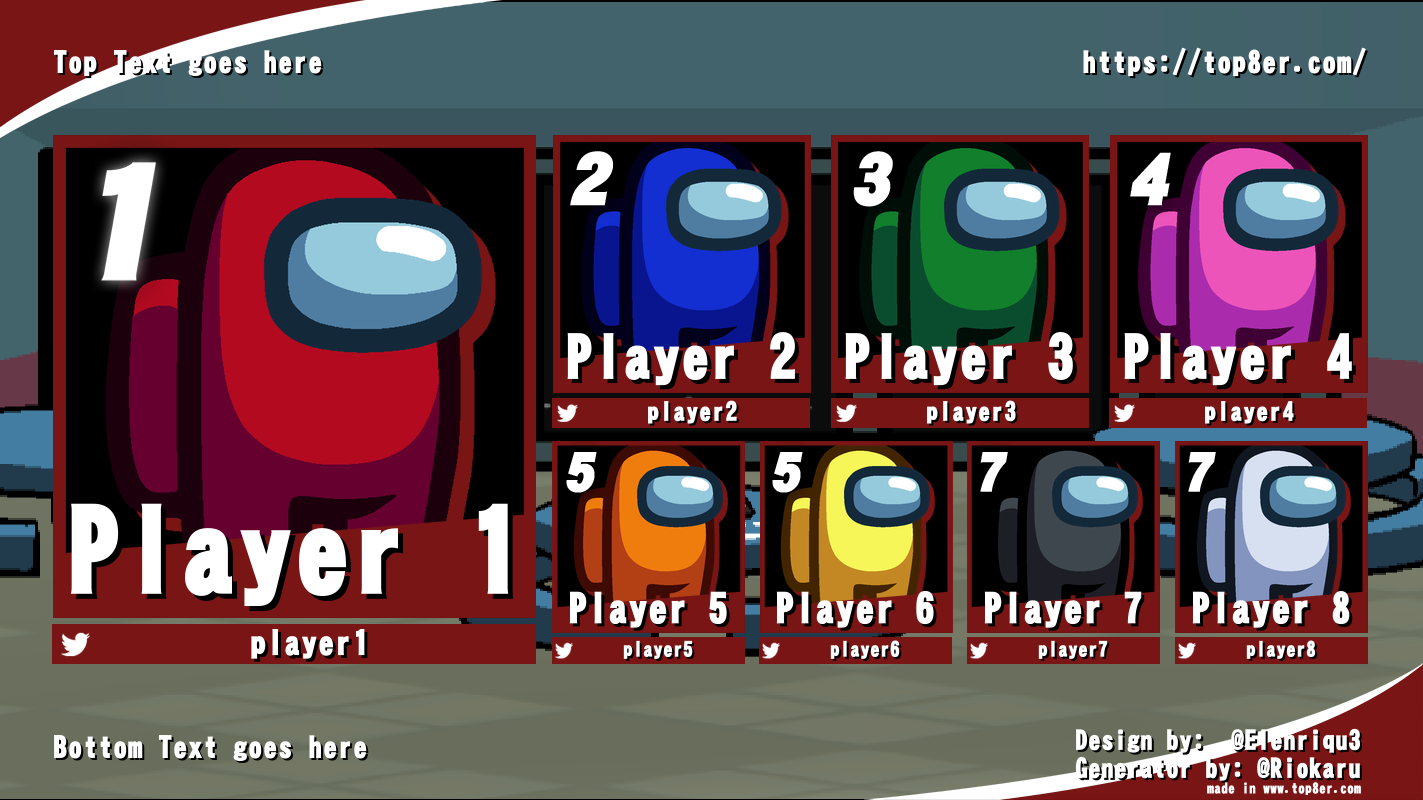 Top Text goes here
https://top8er.com/
1
Player 1
player1
2
Player 2
player2
3
Player 3
player3
4
Player 4
player4
5
Player 5
player5
5
Player 6
player6
7
Player 7
player7
7
Player 8
player8
Bottom Text goes here
Design by: @Elenriqu3
Generator by: @Riokaru
made in www.top8er.com